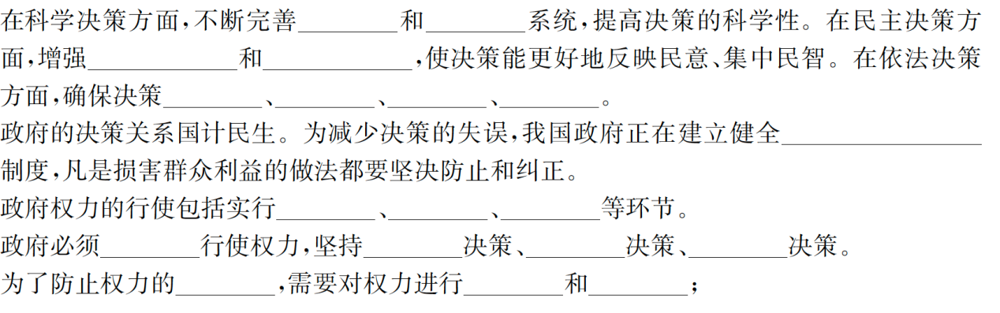 在科学决策方面,不断完善________和________系统,提高决策的科学性。在民主决策方
面,增强____________和____________,使决策能更好地反映民意、集中民智。在依法决策
方面,确保决策________、________、________、________。
政府的决策关系国计民生。为减少决策的失误,我国政府正在建立健全________________
制度,凡是损害群众利益的做法都要坚决防止和纠正。
政府权力的行使包括实行________、________、________等环节。
政府必须________行使权力,坚持________决策、________决策、________决策。
为了防止权力的________,需要对权力进行________和________;